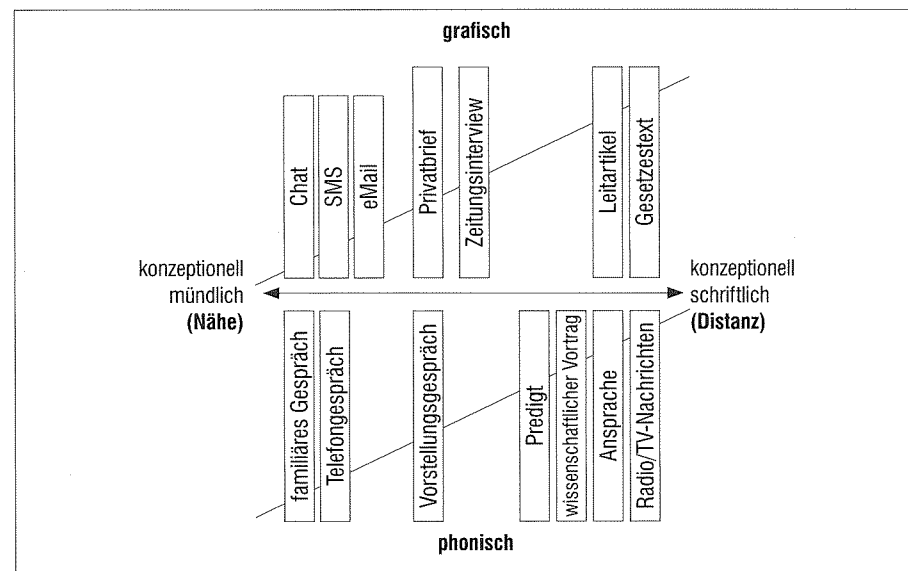 grafisch
Chat
SMS
eMail
Privatbrief
Zeitungsinterview
Leitartikel
Gesetzestext
konzeptionell
mündlich
(Nähe)
konzeptionell
schriftlich
(Distanz)
familiäres Gespräch
Telefongespräch
Vorstellungsgespräch
Predigt
wissenschaftlicher Vortrag
Ansprache
Radio/TV-Nachrichten
phonisch